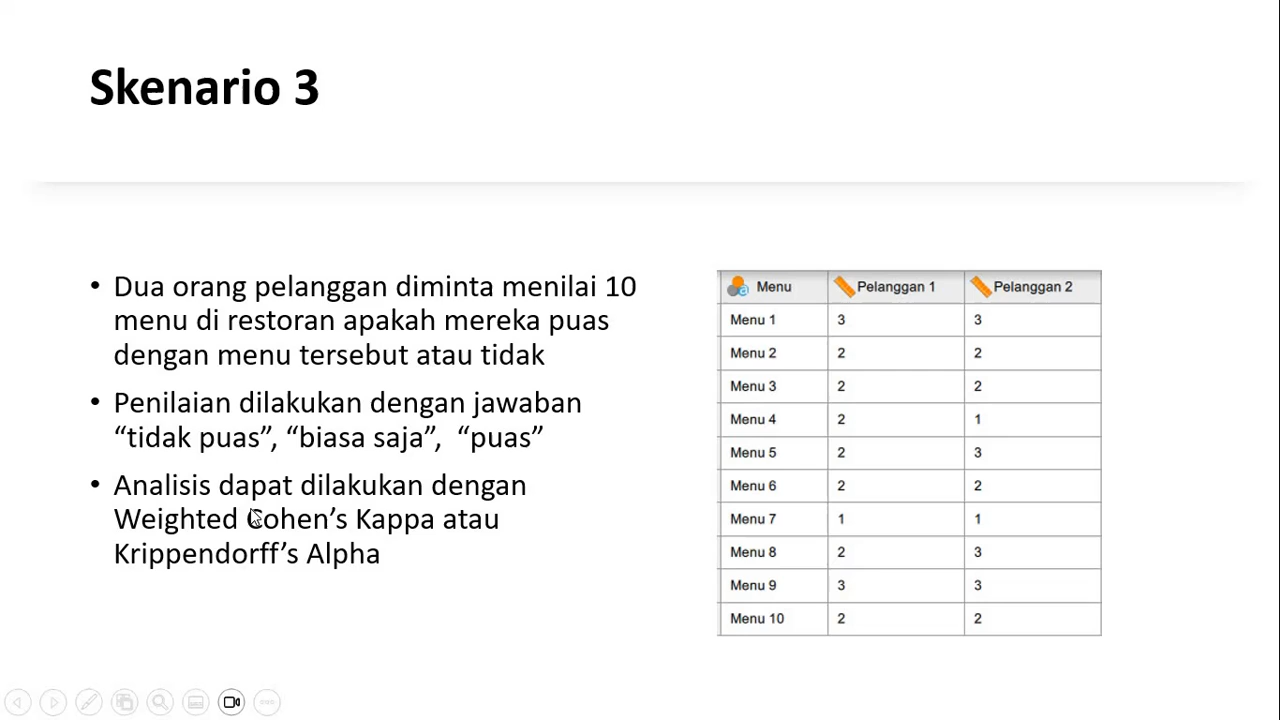 Skenario 3
• Dua orang pelanggan diminta menilai 10
menu di restoran apakah mereka puas
dengan menu tersebut atau tidak
• Penilaian dilakukan dengan jawaban
“tidak puas”, “biasa saja”, “puas”
• Analisis dapat dilakukan dengan
Weighted Cohen’s Kappa atau
Krippendorff’s Alpha
Menu Pelanggan 1 Pelanggan 2
Menu 1 3 3
Menu 2 2 2
Menu 3 2 2
Menu 4 2 1
Menu 5 2 3
Menu 6 2 2
Menu 7 1 1
Menu 8 2 3
Menu 9 3 3
Menu 10 2 2